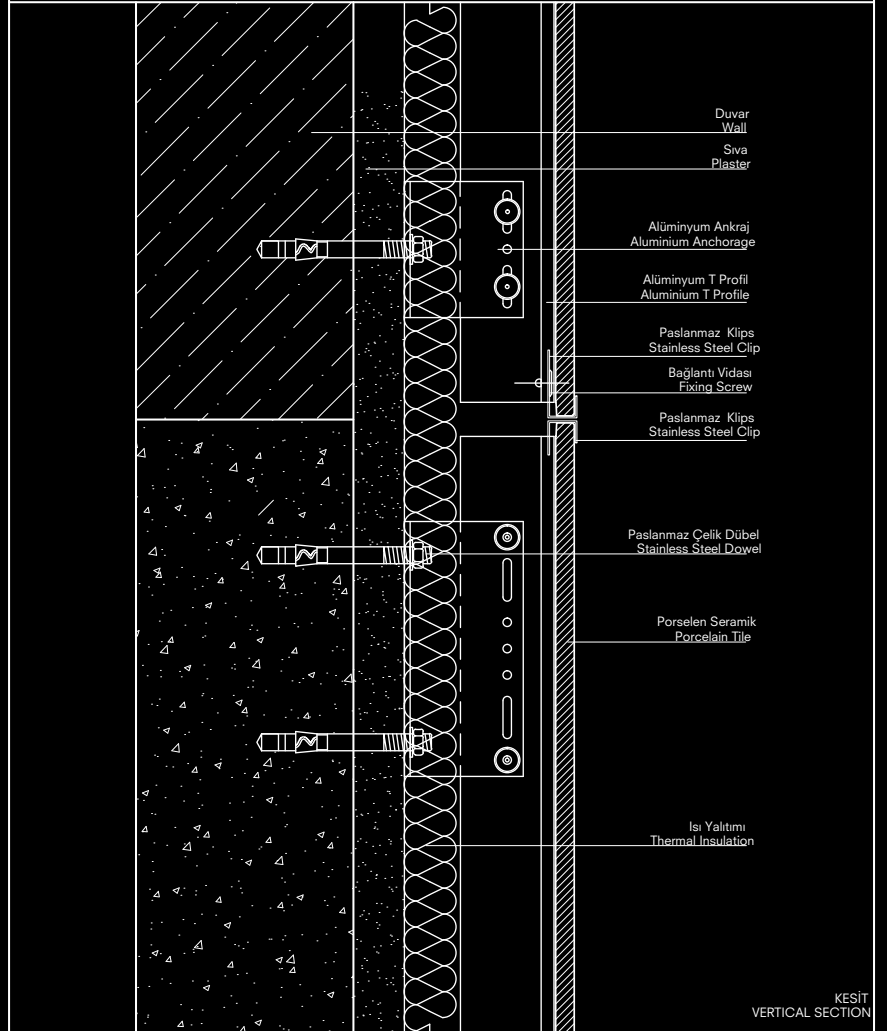 Duvar
Wall
Sıva
Plaster
Alüminyum Ankraj
Aluminium Anchorage
Alüminyum T Profil
Aluminium T Profile
Paslanmaz Klips
Stainless Steel Clip
Bağlantı Vidası
Fixing Screw
Paslanmaz Klips
Stainless Steel Clip
Paslanmaz Çelik Dübel
Stainless Steel Dowel
Porselen Seramik
Porcelain Tile
Isı Yalıtımı
Thermal Insulation
KESİT
VERTICAL SECTION